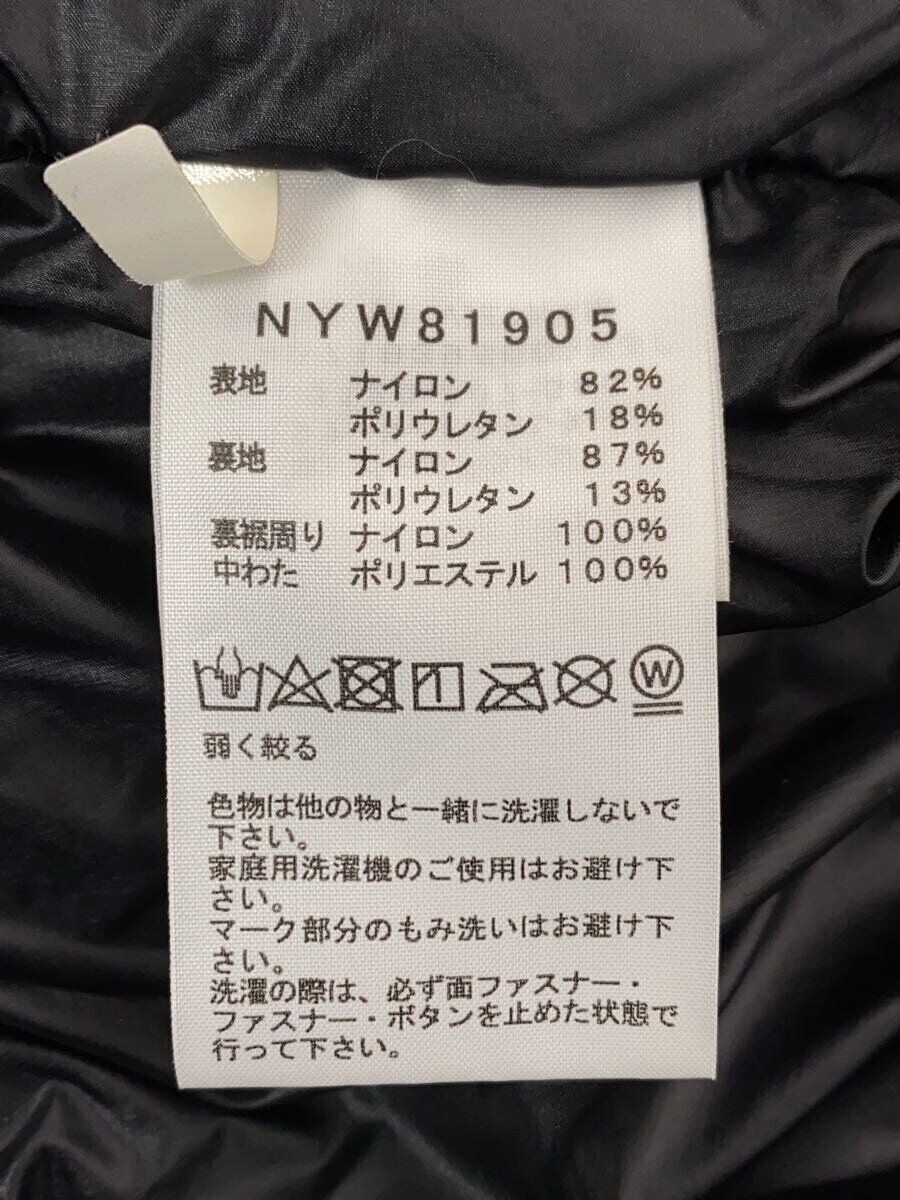 NYW81905
表地 ナイロン 82%
ポリウレタン 18%
裏地 ナイロン 87%
ポリウレタン 13%
裏裾周り ナイロン 100%
中わた ポリエステル 100%
W
弱く絞る
色物は他の物と一緒に洗濯しないで
下さい。
家庭用洗濯機のご使用はお避け下
さい。
マーク部分のもみ洗いはお避け下
さい。
洗濯の際は、必ず面ファスナー・
ファスナー・ボタンを止めた状態で
行って下さい。